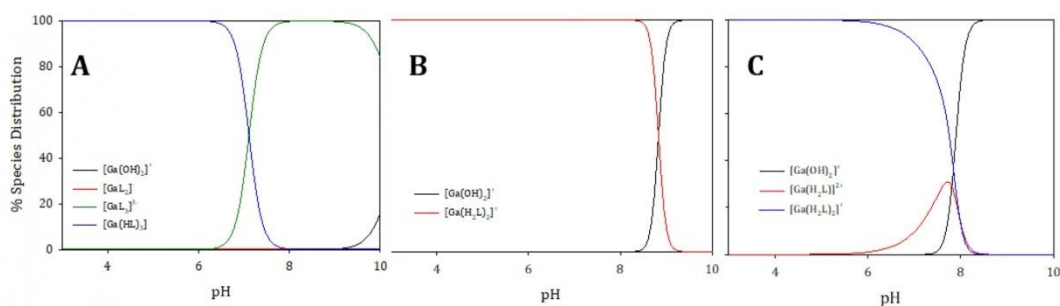 % Species Distribution
100
80
60
40
20
0
A
[Ga(OH)₂]⁺
[GaL₂]⁻
[GaL₃]³⁻
[Ga(HL)₃]
4 6 8 10
pH
B
[Ga(OH)₂]⁺
[Ga(H₂L)₂]⁺
4 6 8 10
pH
C
[Ga(OH)₂]⁺
[Ga(H₂L)]²⁺
[Ga(H₂L)₂]⁺
4 6 8 10
pH